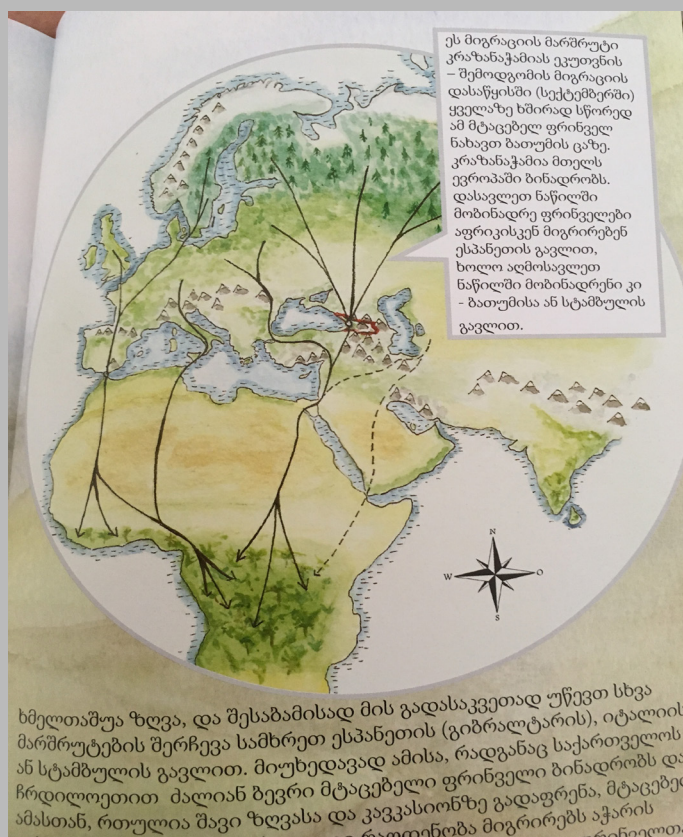 ეს მიგრაციის მარშრუტი
კრაზანაჭამიას ეკუთვნის
– შემოდგომის მიგრაციის
დასაწყისში (სექტემბერში)
ყველაზე ხშირად სწორედ
ამ მტაცებელ ფრინველ
ნახავთ ბათუმის ცაზე.
კრაზანაჭამია მთელს
ევროპაში ბინადრობს.
დასავლეთ ნაწილში
მობინადრე ფრინველები
აფრიკისკენ მიგრირებენ
ესპანეთის გავლით,
ხოლო აღმოსავლეთ
ნაწილში მობინადრენი კი
- ბათუმისა ან სტამბულის
გავლით.
N
W O
S
ხმელთაშუა ზღვა, და შესაბამისად მის გადასაკვეთად უწევთ სხვა
მარშრუტების შერჩევა სამხრეთ ესპანეთის (გიბრალტარის), იტალიის
ან სტამბულის გავლით. მიუხედავად ამისა, რადგანაც საქართველოს
ჩრდილოეთით ძალიან ბევრი მტაცებელი ფრინველი ბინადრობს და
ამასთან, რთულია შავი ზღვასა და კავკასიონზე გადაფრენა,
მიგრირებს აჭარის